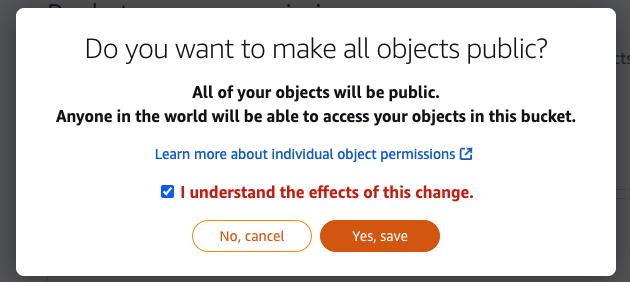 Do you want to make all objects public?
All of your objects will be public.
Anyone in the world will be able to access your objects in this bucket.
Learn more about individual object permissions
I understand the effects of this change.
No, cancel
Yes, save